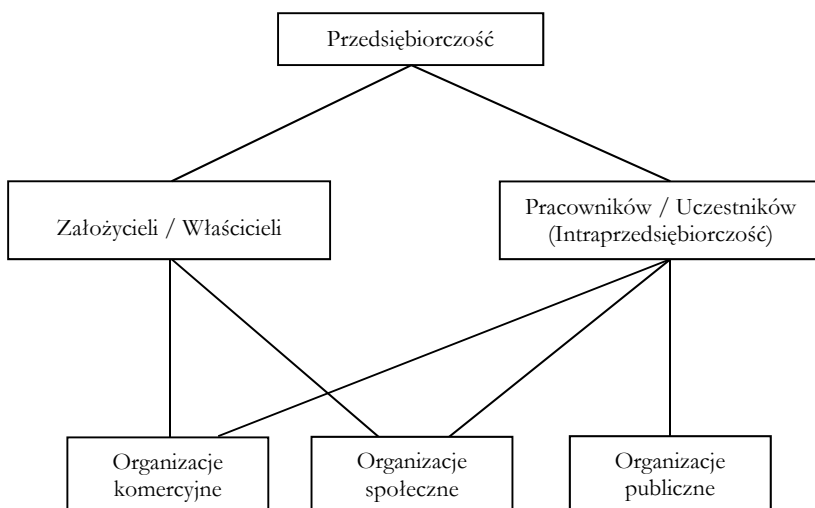 Przedsiębiorczość
Założycieli / Właścicieli
Pracowników / Uczestników
(Intraprzedsiębiorczość)
Organizacje
komercyjne
Organizacje
społeczne
Organizacje
publiczne